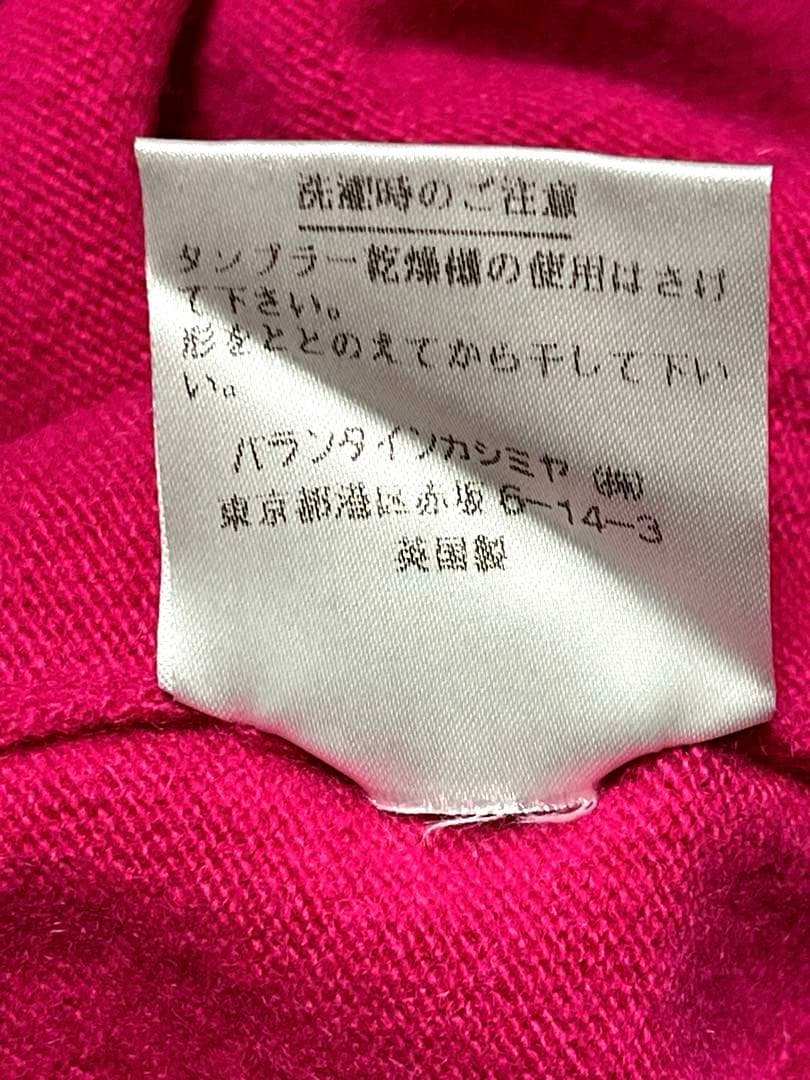 洗濯時のご注意
タンブラー乾燥機の使用はさけ
て下さい。
形をととのえてから干して下い
い。
バランタインカシミヤ(株)
東京都港区赤坂6-14-3
英国製